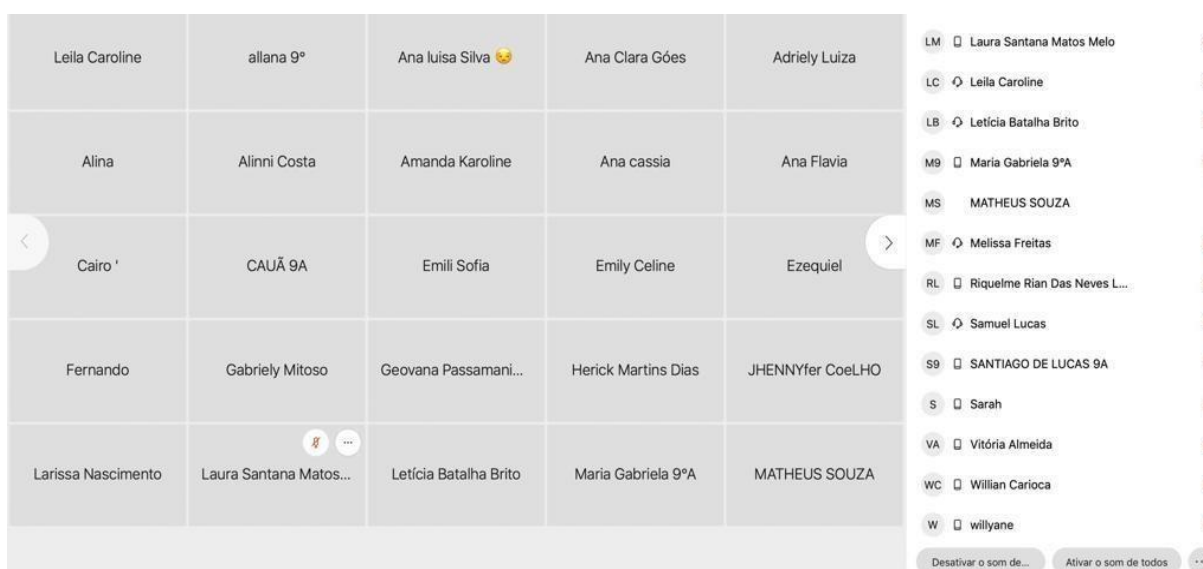 Leila Caroline
allana 9°
Ana luisa Silva 😒
Ana Clara Góes
Adriely Luiza
Alina
Alinni Costa
Amanda Karoline
Ana cassia
Ana Flavia
Cairo '
CAUÃ 9A
Emili Sofia
Emily Celine
Ezequiel
Fernando
Gabriely Mitoso
Geovana Passamani...
Herick Martins Dias
JHENNYfer CoeLHO
Larissa Nascimento
Laura Santana Matos...
Letícia Batalha Brito
Maria Gabriela 9°A
MATHEUS SOUZA
LM Laura Santana Matos Melo
LC Leila Caroline
LB Letícia Batalha Brito
M9 Maria Gabriela 9°A
MS MATHEUS SOUZA
MF Melissa Freitas
RL Riquelme Rian Das Neves L...
SL Samuel Lucas
S9 SANTIAGO DE LUCAS 9A
S Sarah
VA Vitória Almeida
WC Willian Carioca
W willyane
Desativar o som de...
Ativar o som de todos